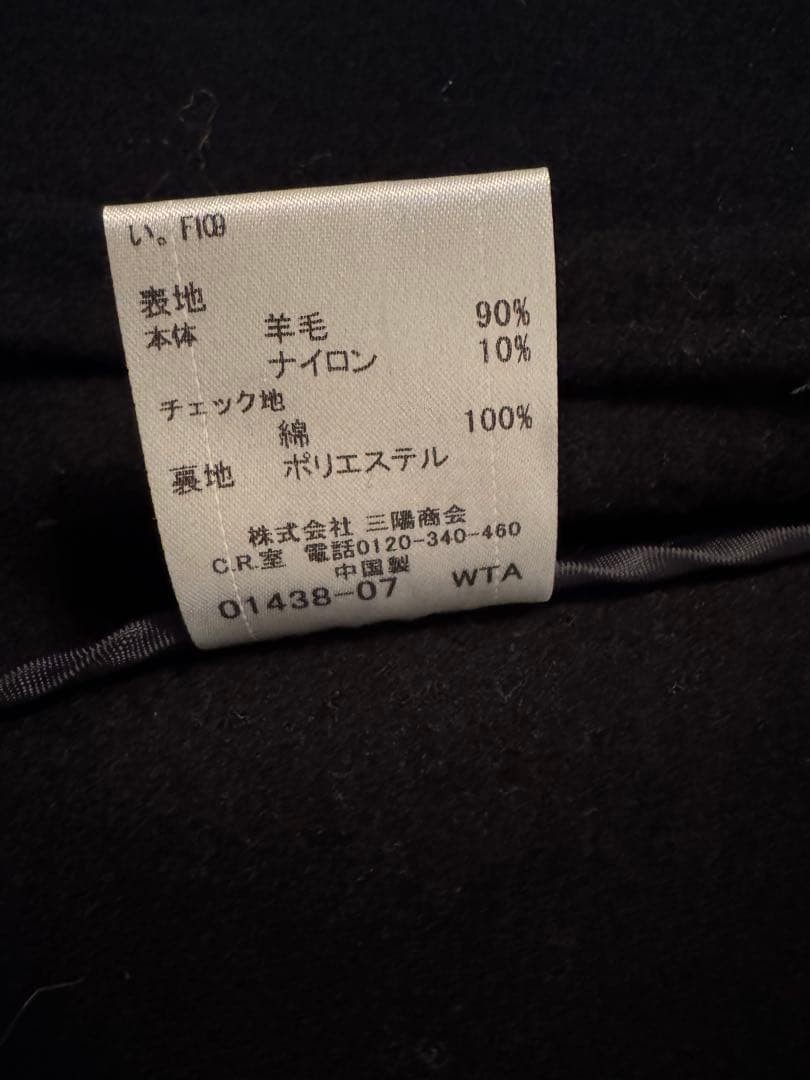 い。F109
表地
本体 羊毛 90%
ナイロン 10%
チェック地
綿 100%
裏地 ポリエステル
株式会社 三陽商会
C.R.室 電話0120-340-460
中国製
01438-07 WTA